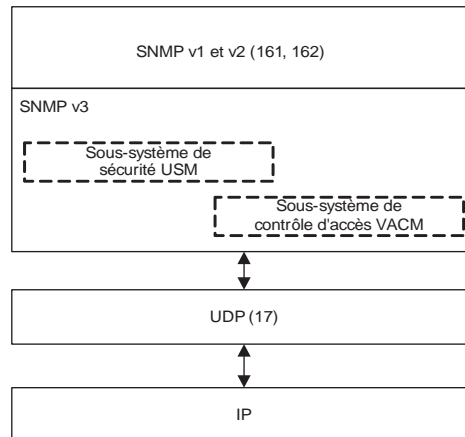 SNMP v1 et v2 (161, 162)
SNMP v3
Sous-système de
sécurité USM
Sous-système de
contrôle d'accès VACM
UDP (17)
IP